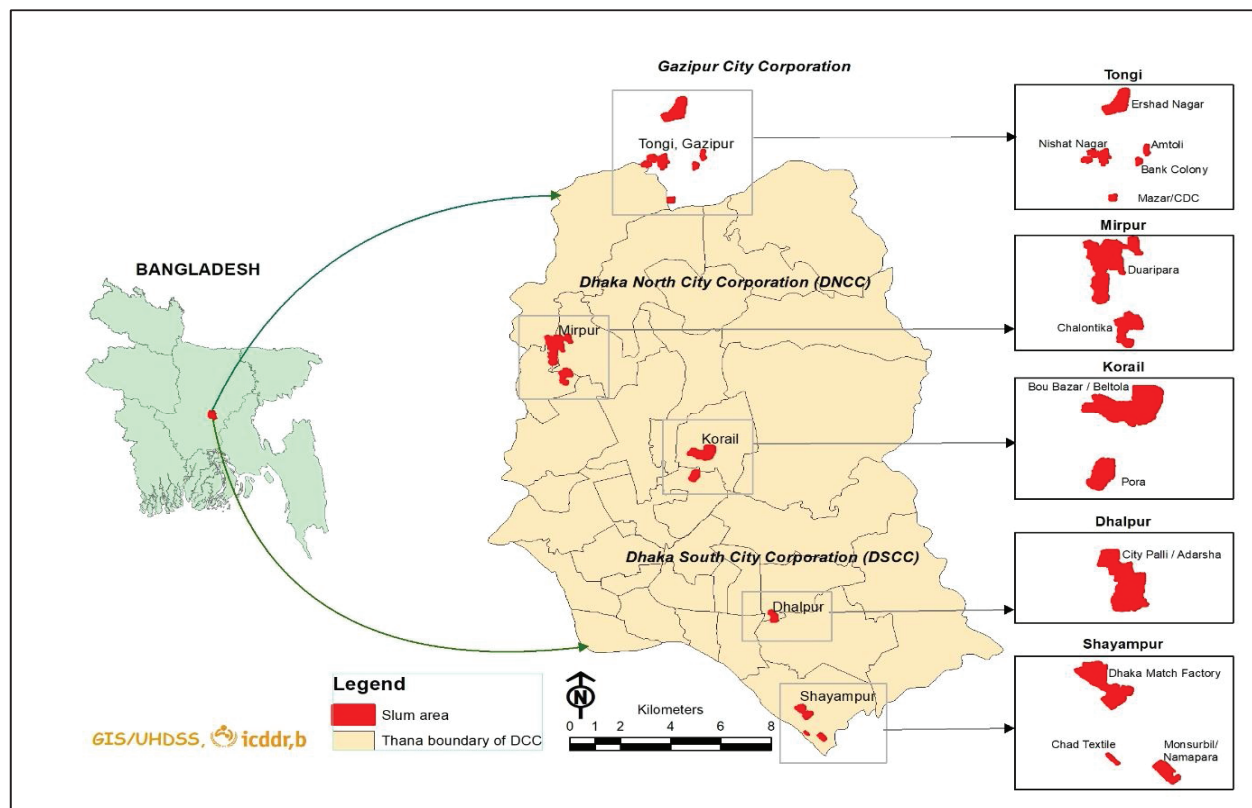 Gazipur City Corporation
Tongi, Gazipur
BANGLADESH
Dhaka North City Corporation (DNCC)
Mirpur
Korail
Dhaka South City Corporation (DSCC)
Dhalpur
Shayampur
Legend
Slum area
Thana boundary of DCC
N
Kilometers
0 1 2 4 6 8
GIS/UHDSS, icddr,b
Tongi
Ershad Nagar
Nishat Nagar
Amtoli
Bank Colony
Mazar/CDC
Mirpur
Duaripara
Chalontika
Korail
Bou Bazar / Beltola
Pora
Dhalpur
City Palli / Adarsha
Shayampur
Dhaka Match Factory
Chad Textile
Monsurbil/
Namapara